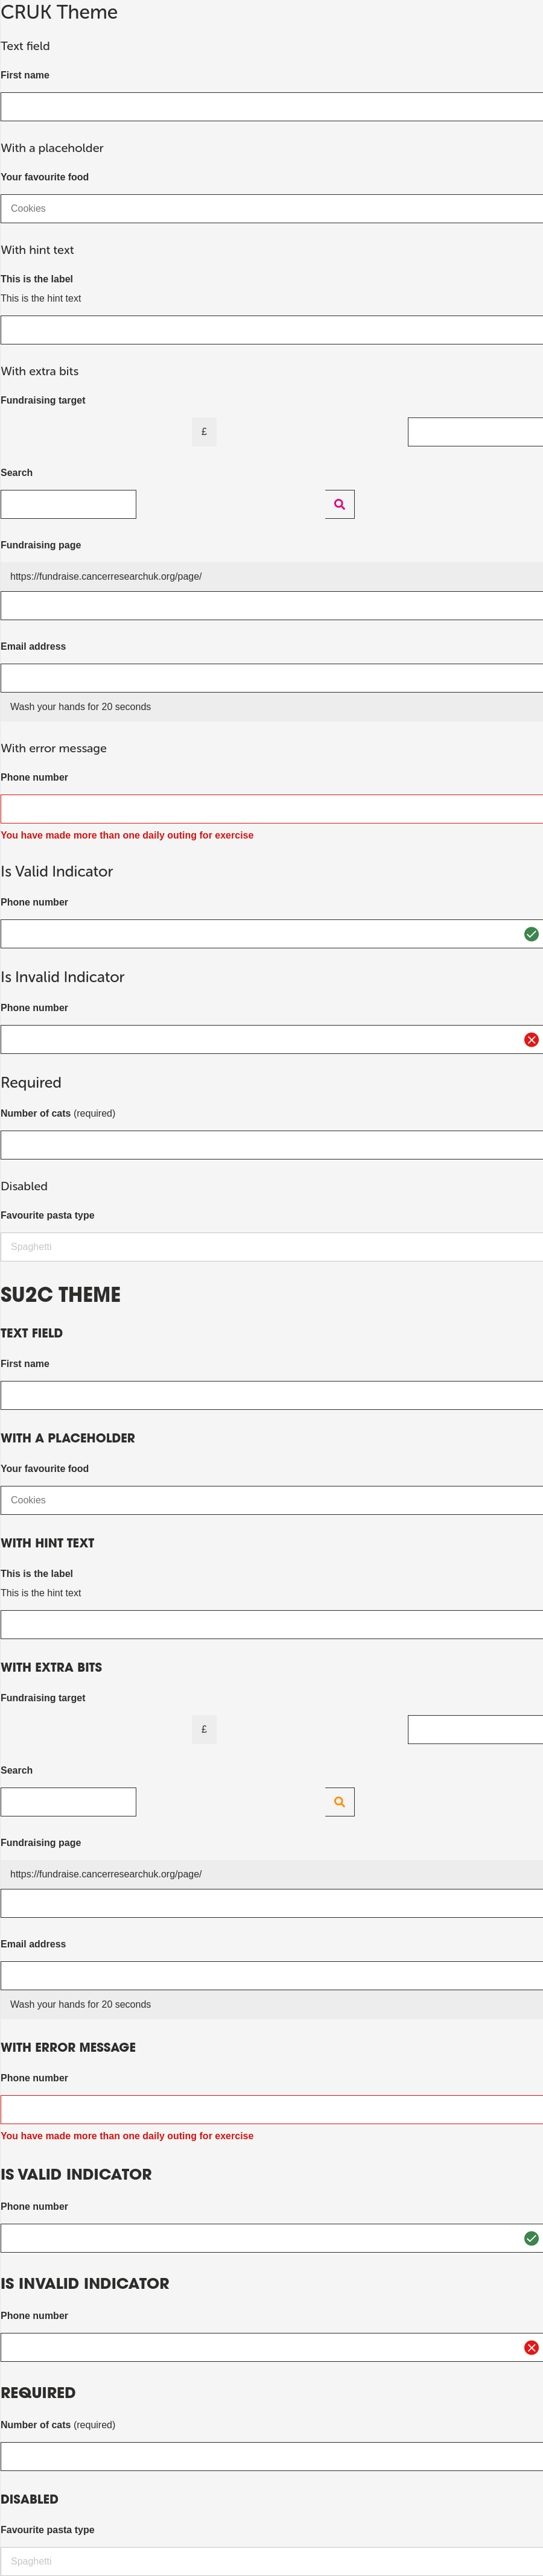 CRUK Theme
Text field
First name
With a placeholder
Your favourite food
Cookies
With hint text
This is the label
This is the hint text
With extra bits
Fundraising target
£
Search
Fundraising page
https://fundraise.cancerresearchuk.org/page/
Email address
Wash your hands for 20 seconds
With error message
Phone number
You have made more than one daily outing for exercise
Is Valid Indicator
Phone number
Is Invalid Indicator
Phone number
Required
Number of cats (required)
Disabled
Favourite pasta type
Spaghetti
SU2C THEME
TEXT FIELD
First name
WITH A PLACEHOLDER
Your favourite food
Cookies
WITH HINT TEXT
This is the label
This is the hint text
WITH EXTRA BITS
Fundraising target
£
Search
Fundraising page
https://fundraise.cancerresearchuk.org/page/
Email address
Wash your hands for 20 seconds
WITH ERROR MESSAGE
Phone number
You have made more than one daily outing for exercise
IS VALID INDICATOR
Phone number
IS INVALID INDICATOR
Phone number
REQUIRED
Number of cats (required)
DISABLED
Favourite pasta type
Spaghetti